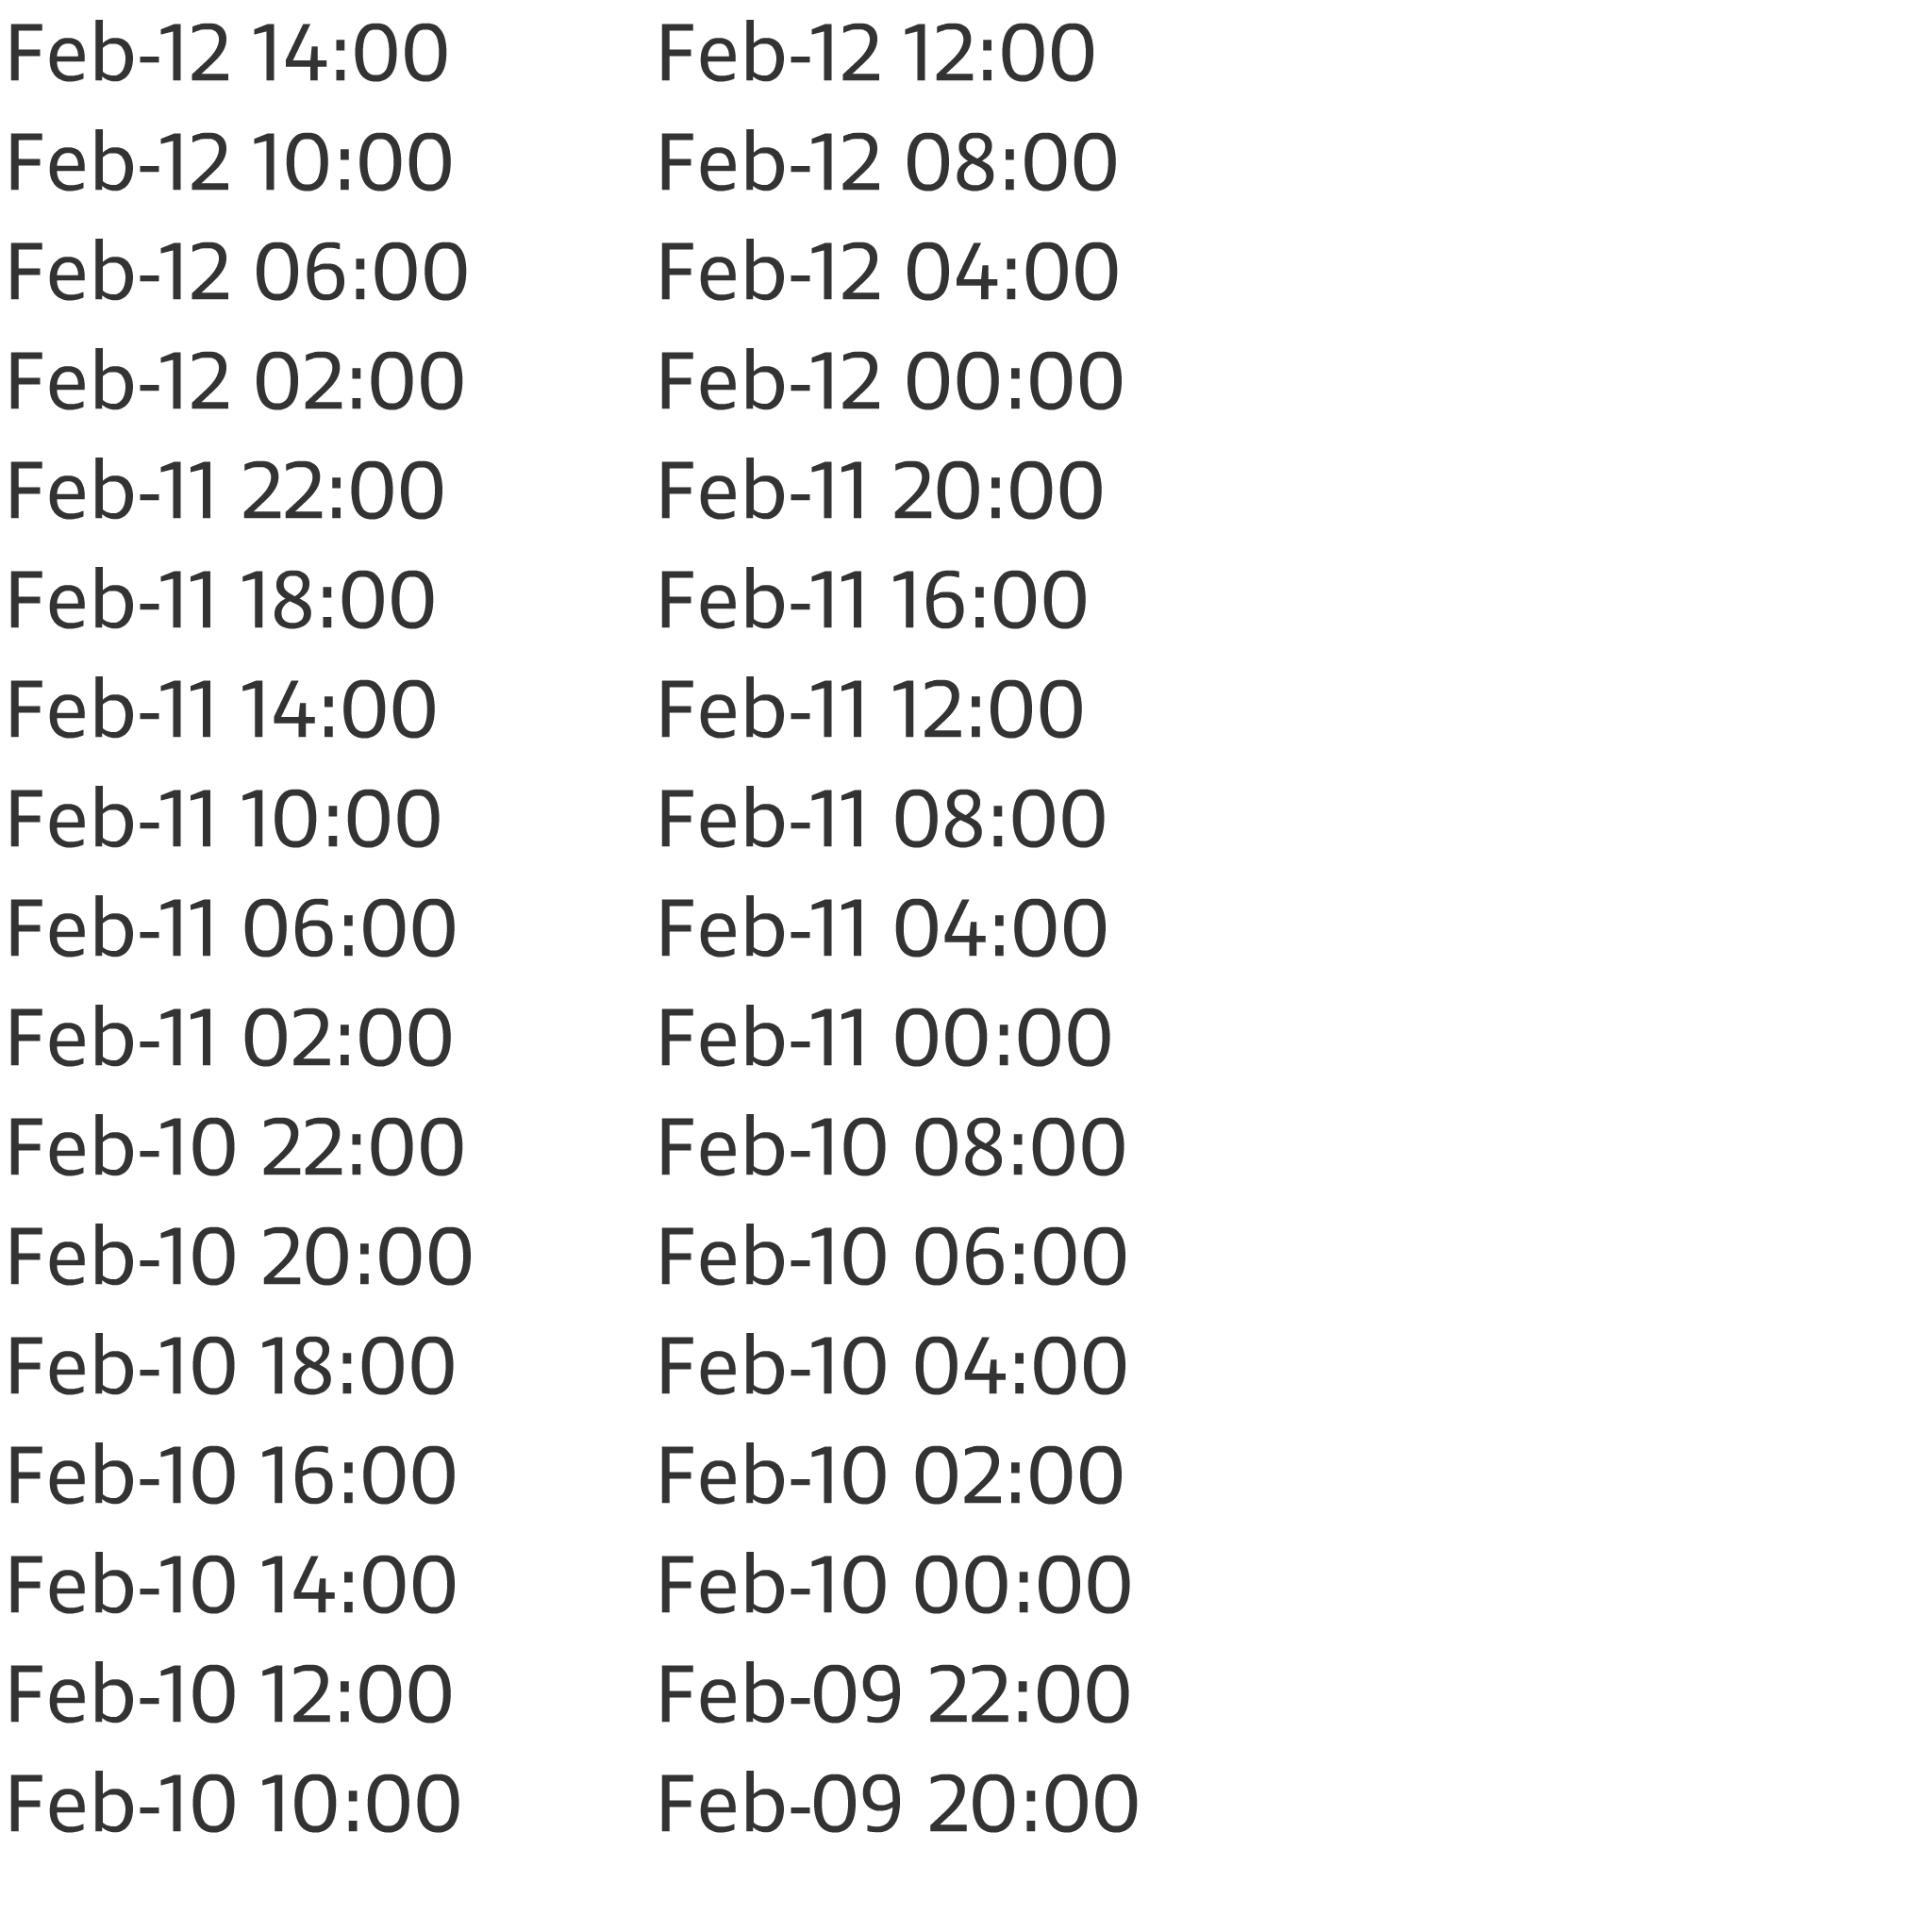 Feb-12 14:00 Feb-12 12:00
Feb-12 10:00 Feb-12 08:00
Feb-12 06:00 Feb-12 04:00
Feb-12 02:00 Feb-12 00:00
Feb-11 22:00 Feb-11 20:00
Feb-11 18:00 Feb-11 16:00
Feb-11 14:00 Feb-11 12:00
Feb-11 10:00 Feb-11 08:00
Feb-11 06:00 Feb-11 04:00
Feb-11 02:00 Feb-11 00:00
Feb-10 22:00 Feb-10 08:00
Feb-10 20:00 Feb-10 06:00
Feb-10 18:00 Feb-10 04:00
Feb-10 16:00 Feb-10 02:00
Feb-10 14:00 Feb-10 00:00
Feb-10 12:00 Feb-09 22:00
Feb-10 10:00 Feb-09 20:00